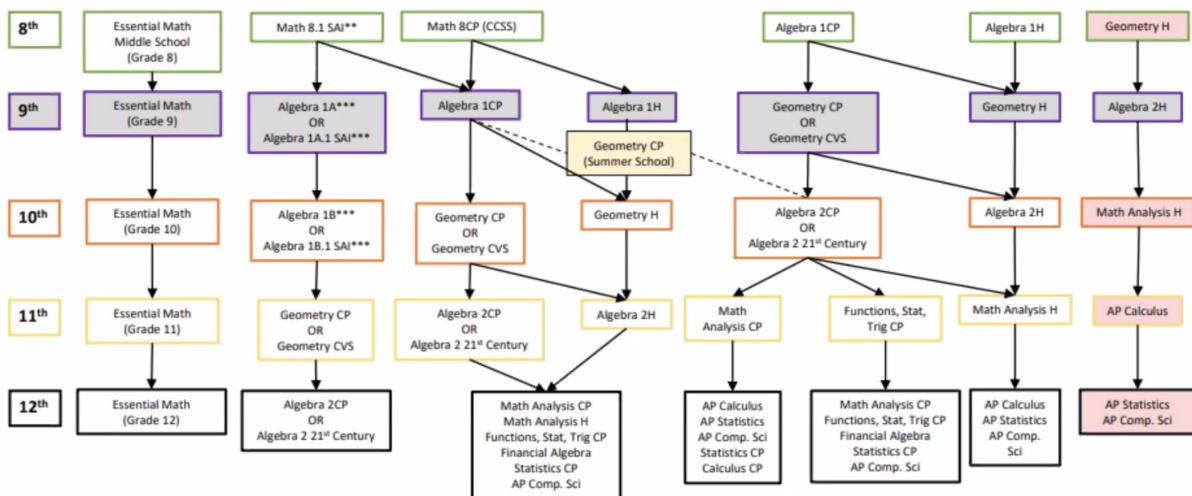 8th
Essential Math
Middle School
(Grade 8)
Math 8.1 SAI**
Math 8CP (CCSS)
Algebra 1CP
Algebra 1H
Geometry H
9th
Essential Math
(Grade 9)
Algebra 1A***
OR
Algebra 1A.1 SAI***
Algebra 1CP
Algebra 1H
Geometry CP
(Summer School)
Geometry CP
OR
Geometry CVS
Geometry H
Algebra 2H
10th
Essential Math
(Grade 10)
Algebra 1B***
OR
Algebra 1B.1 SAI***
Geometry CP
OR
Geometry CVS
Geometry H
Algebra 2CP
OR
Algebra 2 21st Century
Algebra 2H
Math Analysis H
11th
Essential Math
(Grade 11)
Geometry CP
OR
Geometry CVS
Algebra 2CP
OR
Algebra 2 21st Century
Algebra 2H
Math
Analysis CP
Functions, Stat,
Trig CP
Math Analysis H
AP Calculus
12th
Essential Math
(Grade 12)
Algebra 2CP
OR
Algebra 2 21st Century
Math Analysis CP
Math Analysis H
Functions, Stat, Trig CP
Financial Algebra
Statistics CP
AP Comp. Sci
AP Calculus
AP Statistics
AP Comp. Sci
Statistics CP
Calculus CP
Math Analysis CP
Functions, Stat, Trig CP
Financial Algebra
Statistics CP
AP Comp. Sci
AP Calculus
AP Statistics
AP Comp.
Sci
AP Statistics
AP Comp. Sci